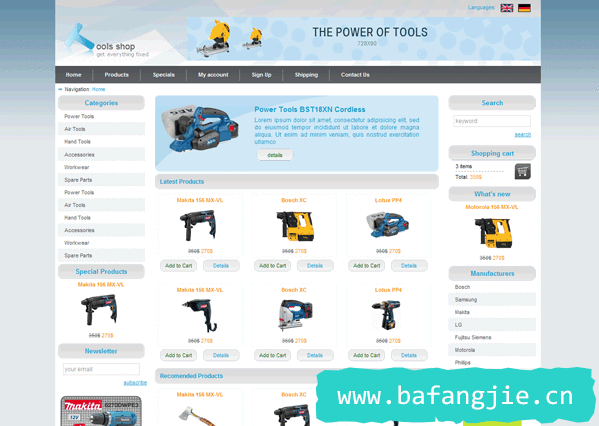 Languages:
ools shop
get everything fixed
THE POWER OF TOOLS
728X90
Home
Products
Specials
My account
Sign Up
Shipping
Contact Us
Navigation: Home
Categories
Power Tools
Air Tools
Hand Tools
Accessories
Workwear
Spare Parts
Power Tools
Air Tools
Hand Tools
Accessories
Workwear
Spare Parts
Special Products
Makita 156 MX-VL
350$ 270$
Newsletter
your email
subscribe
Makita
12V
Power Tools BST18XN Cordless
Lorem ipsum dolor sit amet, consectetur adipisicing elit, sed
do eiusmod tempor incididunt ut labore et dolore magna
aliqua. Ut enim ad minim veniam, quis nostrud exercitation
ullamco
details
Latest Products
Makita 156 MX-VL
Bosch XC
Lotus PP4
350$ 270$
350$ 270$
350$ 270$
Add to Cart
Details
Add to Cart
Details
Add to Cart
Details
Makita 156 MX-VL
Bosch XC
Lotus PP4
350$ 270$
350$ 270$
350$ 270$
Add to Cart
Details
Add to Cart
Details
Add to Cart
Details
Recomended Products
Makita 156 MX-VL
Bosch XC
Search
keyword
search
Shopping cart
3 items
Total: 350$
What's new
Motorola 156 MX-VL
350$ 270$
Manufacturers
Bosch
Samsung
Makita
LG
Fujitsu Siemens
Motorola
Phillips
www.bafangjie.cn